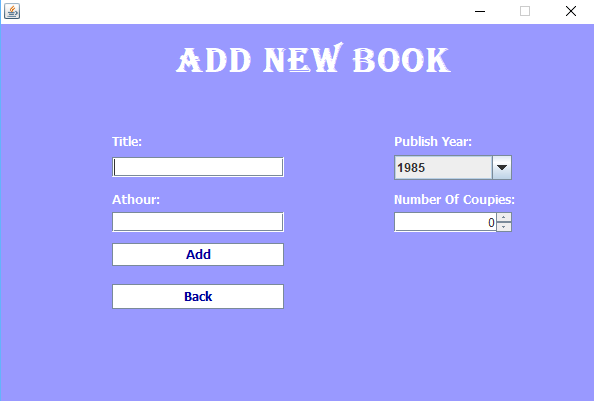 ADD NEW BOOK
Title:
Publish Year:
1985
Athour:
Number Of Coupies:
0
Add
Back